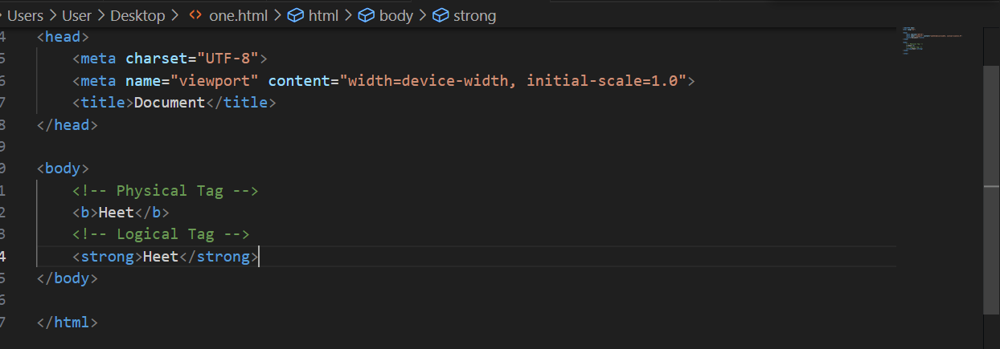 Users > User > Desktop > <> one.html > html > body > strong
4 <head>
5 <meta charset="UTF-8">
6 <meta name="viewport" content="width=device-width, initial-scale=1.0">
7 <title>Document</title>
8 </head>
9
0 <body>
1 <!-- Physical Tag -->
2 <b>Heet</b>
3 <!-- Logical Tag -->
4 <strong>Heet</strong>
5 </body>
6
7 </html>